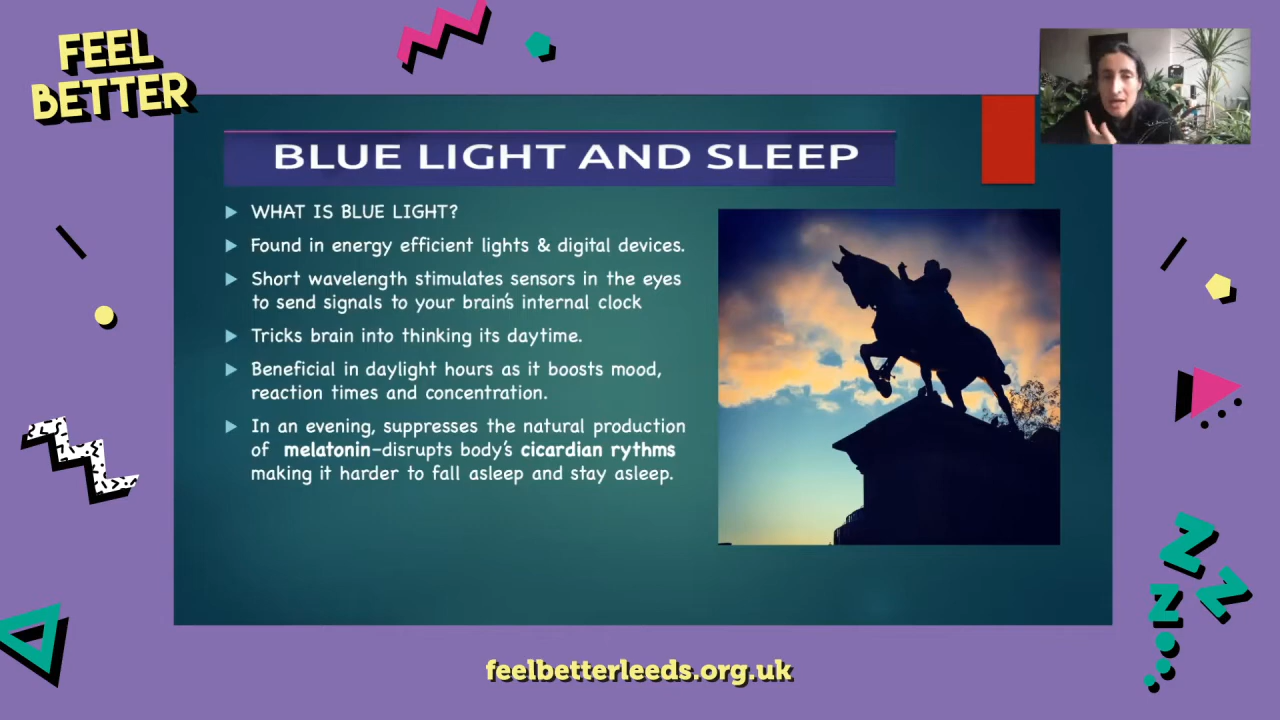 FEEL
BETTER
BLUE LIGHT AND SLEEP
WHAT IS BLUE LIGHT?
Found in energy efficient lights & digital devices.
Short wavelength stimulates sensors in the eyes
to send signals to your brain's internal clock
Tricks brain into thinking its daytime.
Beneficial in daylight hours as it boosts mood,
reaction times and concentration.
In an evening, suppresses the natural production
of melatonin-disrupts body's cicardian rythms
making it harder to fall asleep and stay asleep.
Z
Z
Z
feelbetterleeds.org.uk